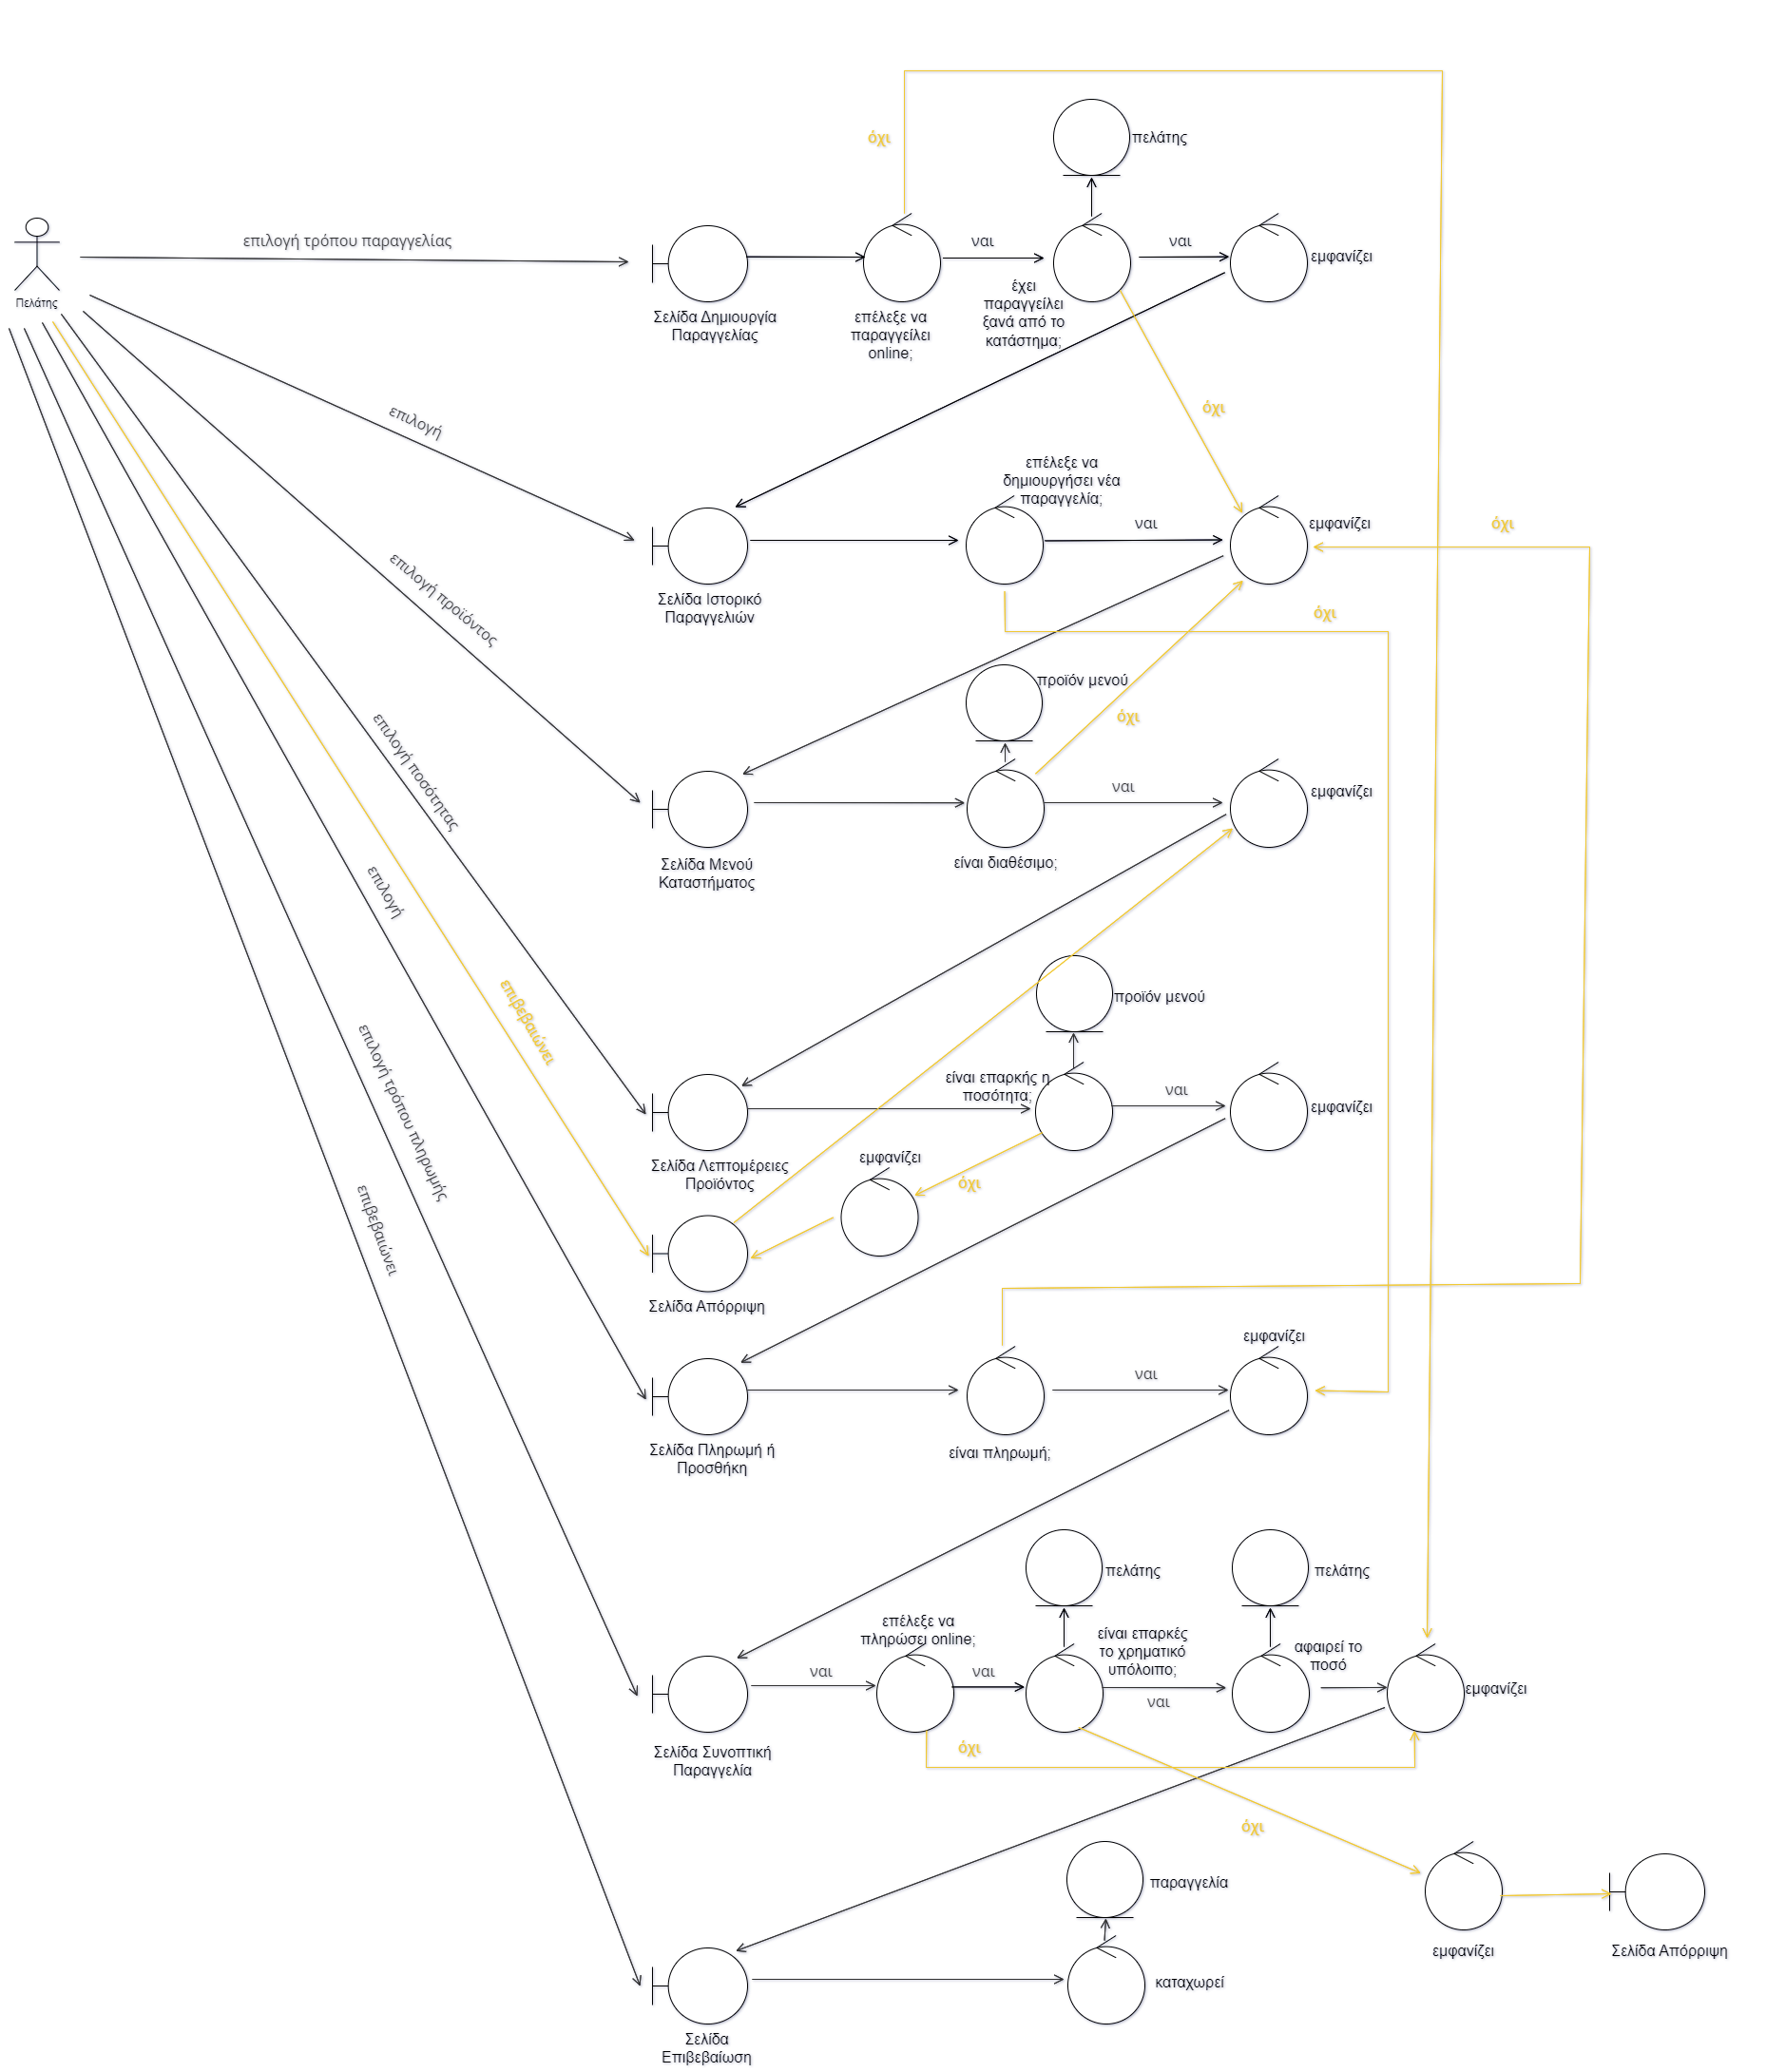 όχι
πελάτης
επιλογή τρόπου παραγγελίας
ναι
ναι
εμφανίζει
Πελάτης
Σελίδα Δημιουργία
Παραγγελίας
επέλεξε να
παραγγείλει
online;
έχει
παραγγείλει
ξανά από το
κατάστημα;
όχι
επιλογή
επέλεξε να
δημιουργήσει νέα
παραγγελία;
ναι
εμφανίζει
όχι
Σελίδα Ιστορικό
Παραγγελιών
όχι
επιλογή προϊόντος
προϊόν μενού
όχι
επιλογή ποσότητας
ναι
εμφανίζει
Σελίδα Μενού
Καταστήματος
είναι διαθέσιμο;
επιλογή
προϊόν μενού
επιβεβαιώνει
είναι επαρκής η
ποσότητα;
ναι
εμφανίζει
επιλογή τρόπου πληρωμής
Σελίδα Λεπτομέρειες
Προϊόντος
εμφανίζει
όχι
επιβεβαιώνει
Σελίδα Απόρριψη
εμφανίζει
ναι
Σελίδα Πληρωμή ή
Προσθήκη
είναι πληρωμή;
πελάτης
πελάτης
επέλεξε να
πληρώσει online;
είναι επαρκές
το χρηματικό
υπόλοιπο;
αφαιρεί το
ποσό
ναι
ναι
ναι
εμφανίζει
Σελίδα Συνοπτική
Παραγγελία
όχι
όχι
παραγγελία
εμφανίζει
Σελίδα Απόρριψη
καταχωρεί
Σελίδα
Επιβεβαίωση